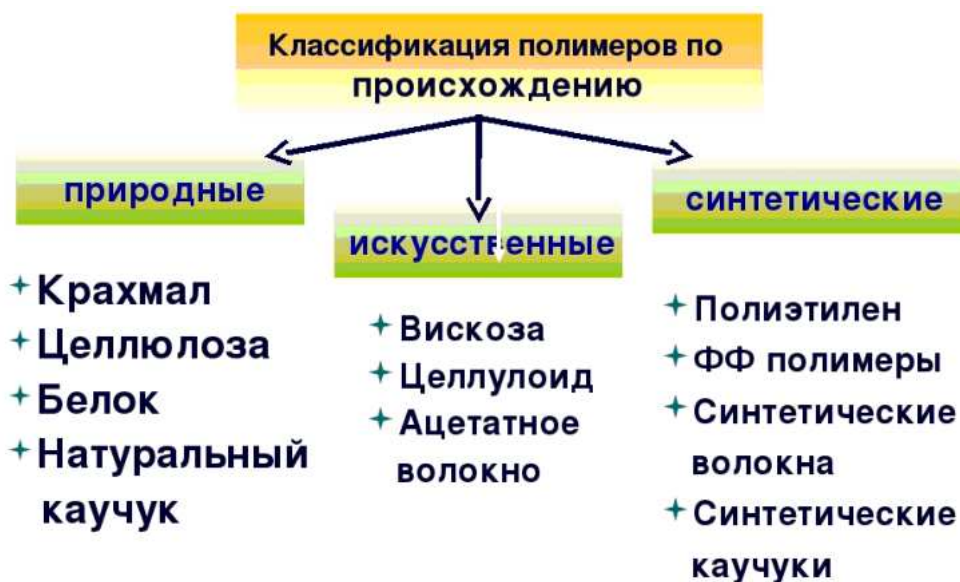 Классификация полимеров по
происхождению
природные
искусственные
синтетические
Крахмал
Целлюлоза
Белок
Натуральный
каучук
Вискоза
Целлулоид
Ацетатное
волокно
Полиэтилен
ФФ полимеры
Синтетические
волокна
Синтетические
каучуки